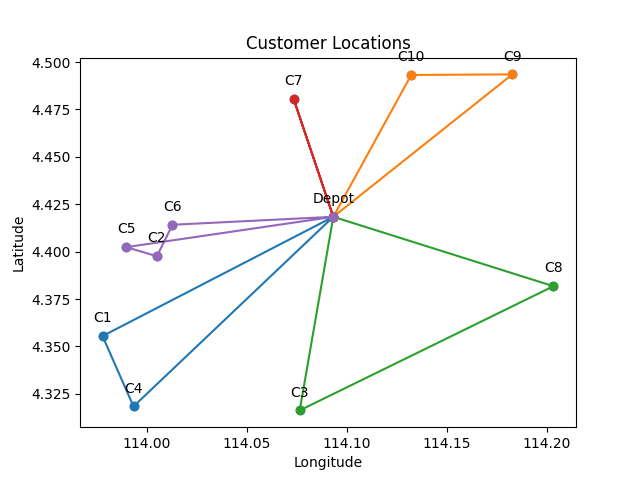 Customer Locations
C10
C9
C7
Depot
C6
C5
C2
C8
C1
C4
C3
4.500
4.475
4.450
4.425
4.400
4.375
4.350
4.325
Latitude
114.00
114.05
114.10
114.15
114.20
Longitude